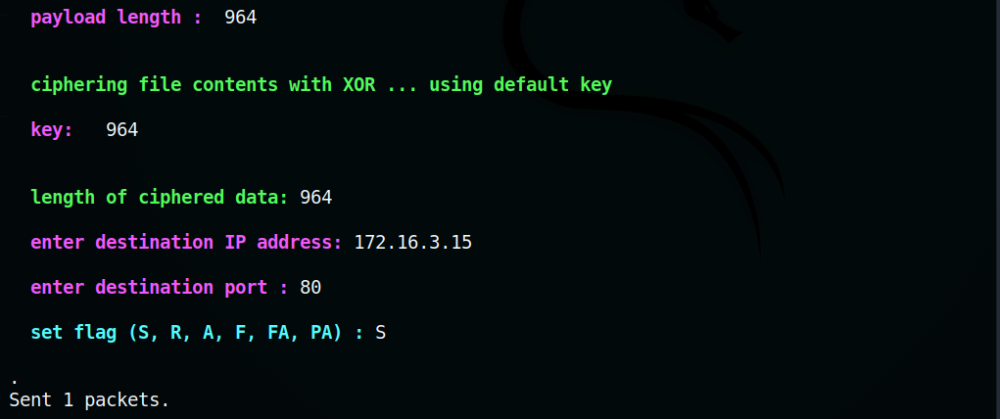 payload length :  964
ciphering file contents with XOR ... using default key
key:   964
length of ciphered data: 964
enter destination IP address: 172.16.3.15
enter destination port : 80
set flag (S, R, A, F, FA, PA) : S
.
Sent 1 packets.